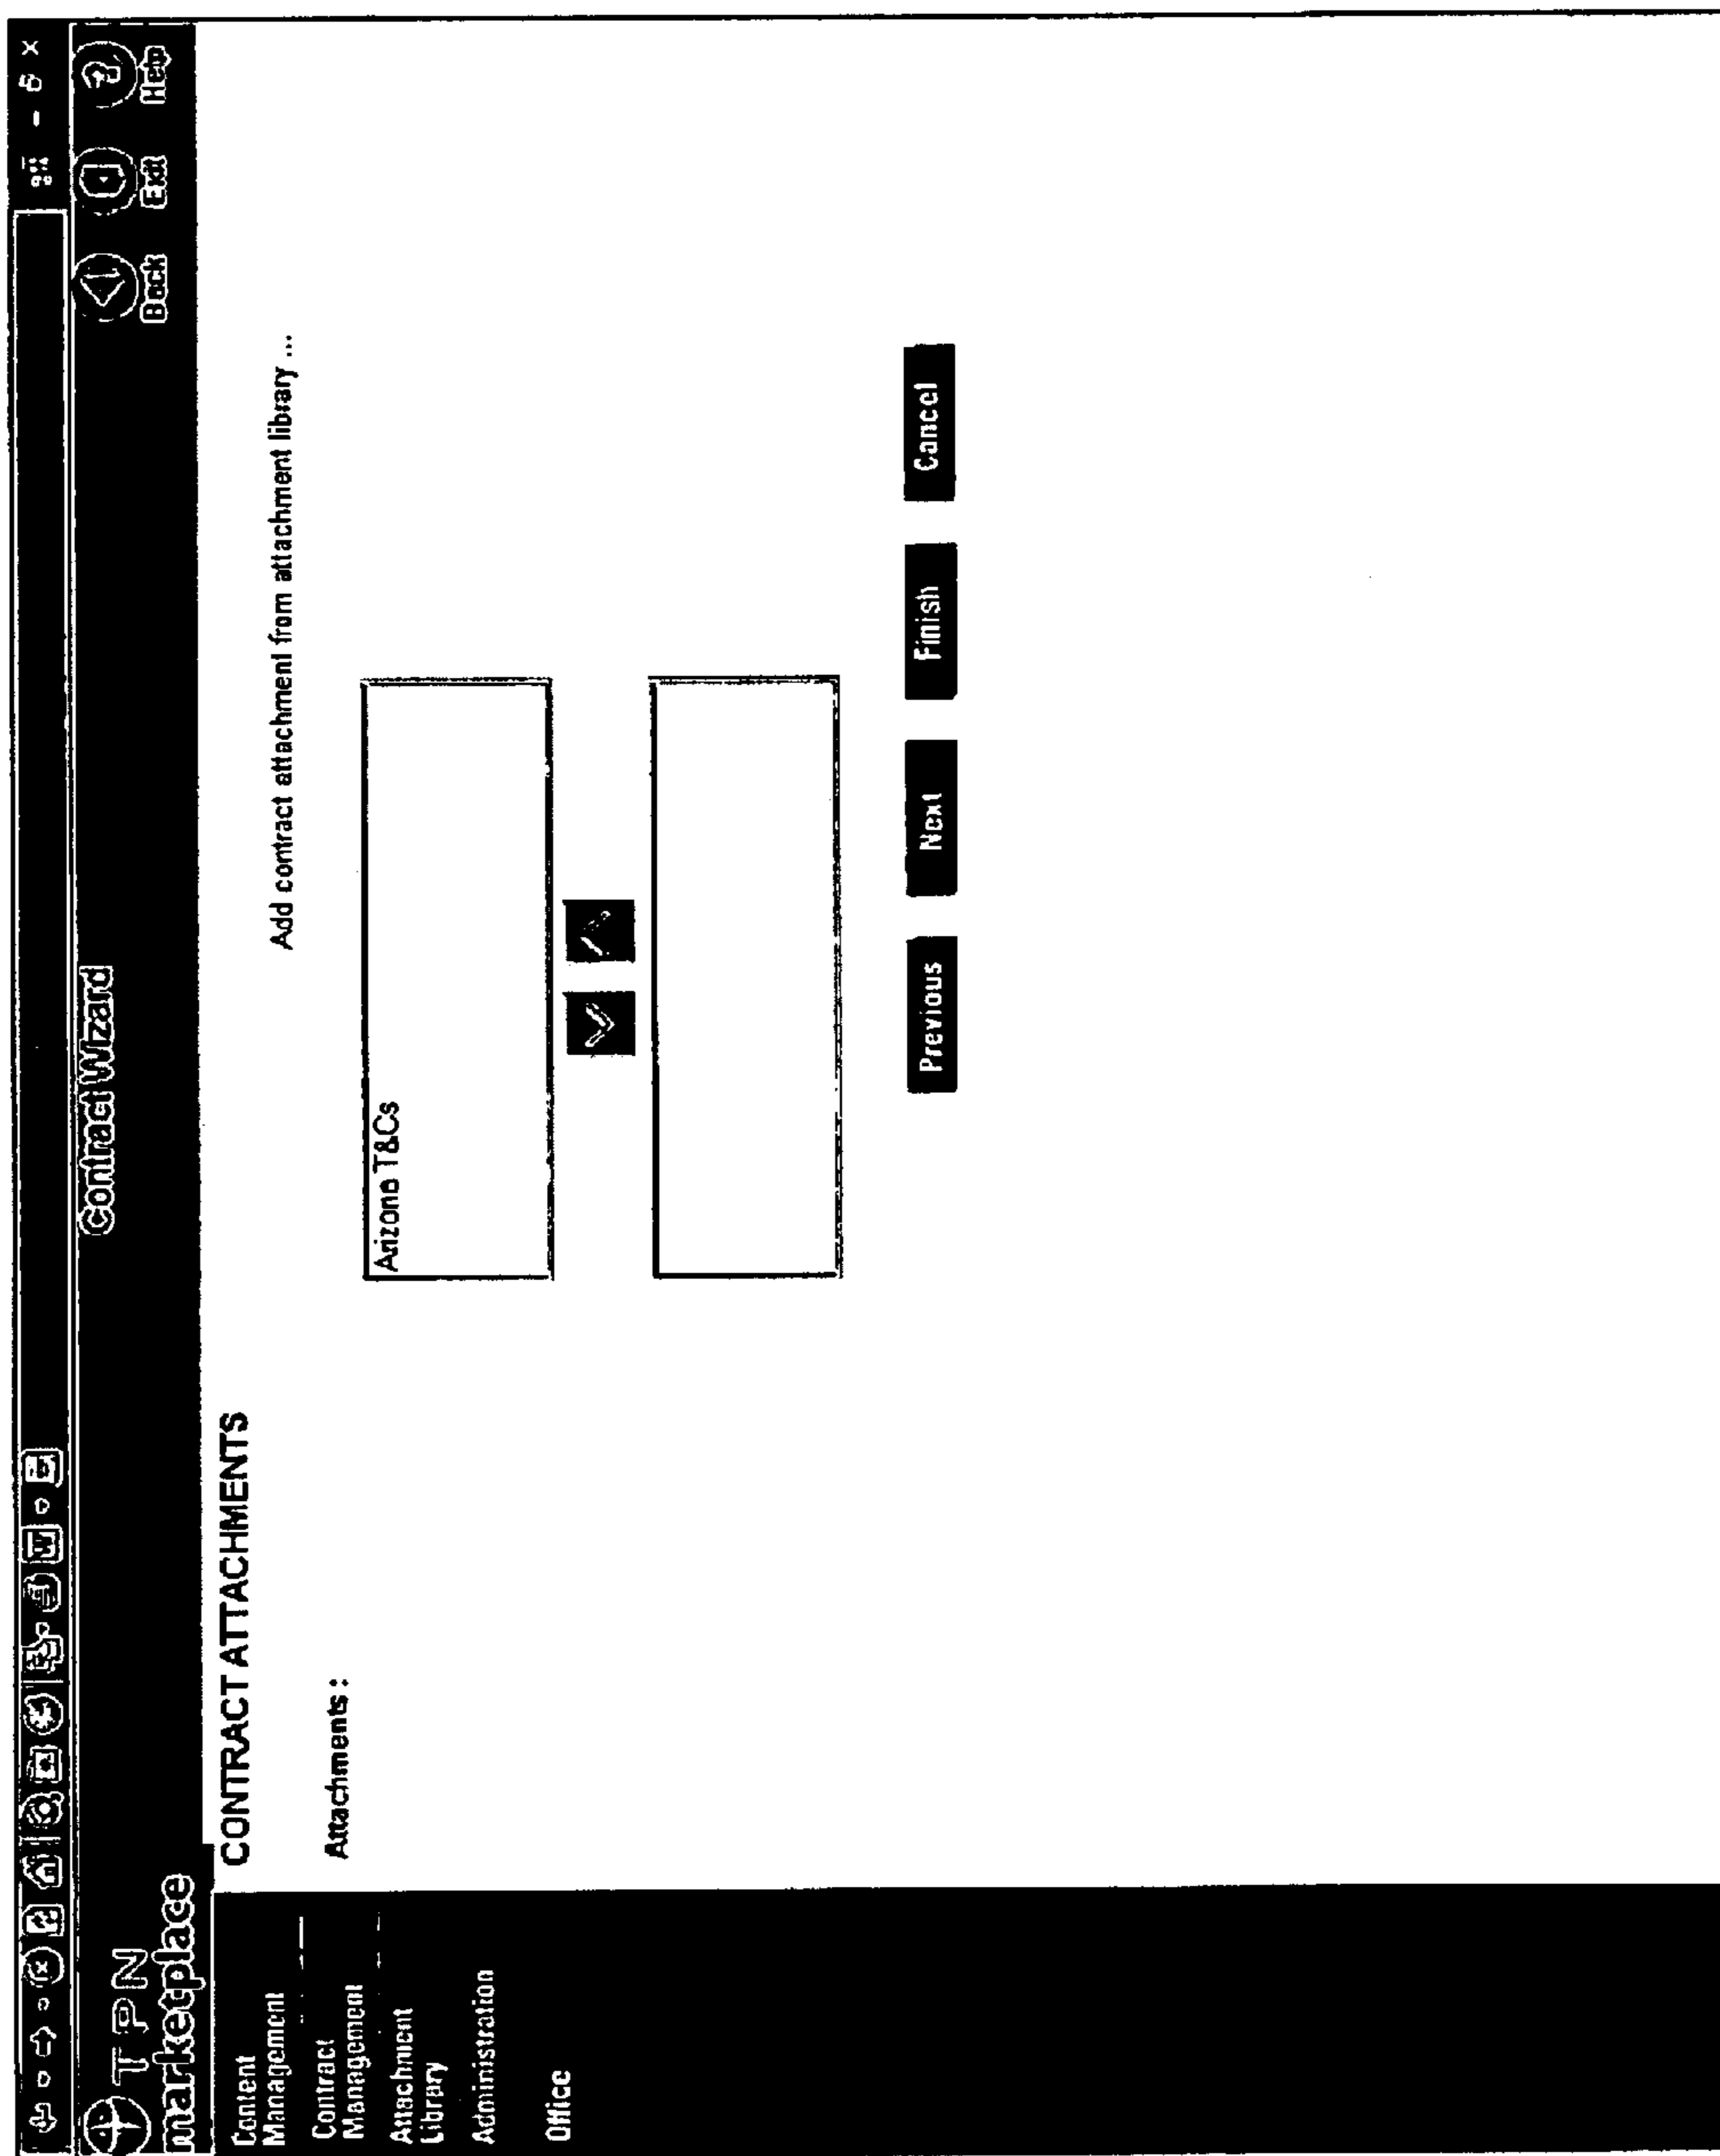 TPN
marketplace
Contract Wizard
Back
Exit
Help
Content
Management
Contract
Management
Attachment
Library
Administration
Office
CONTRACT ATTACHMENTS
Add contract attachment from attachment library ...
Attachments :
Arizona T&Cs
Previous
Next
Finish
Cancel